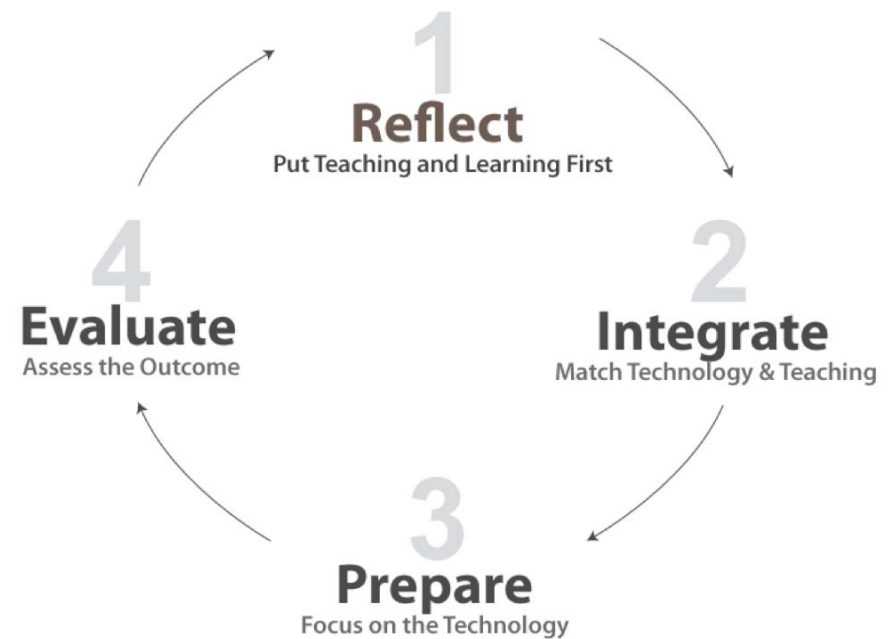 1
Reflect
Put Teaching and Learning First
2
Integrate
Match Technology & Teaching
3
Prepare
Focus on the Technology
4
Evaluate
Assess the Outcome